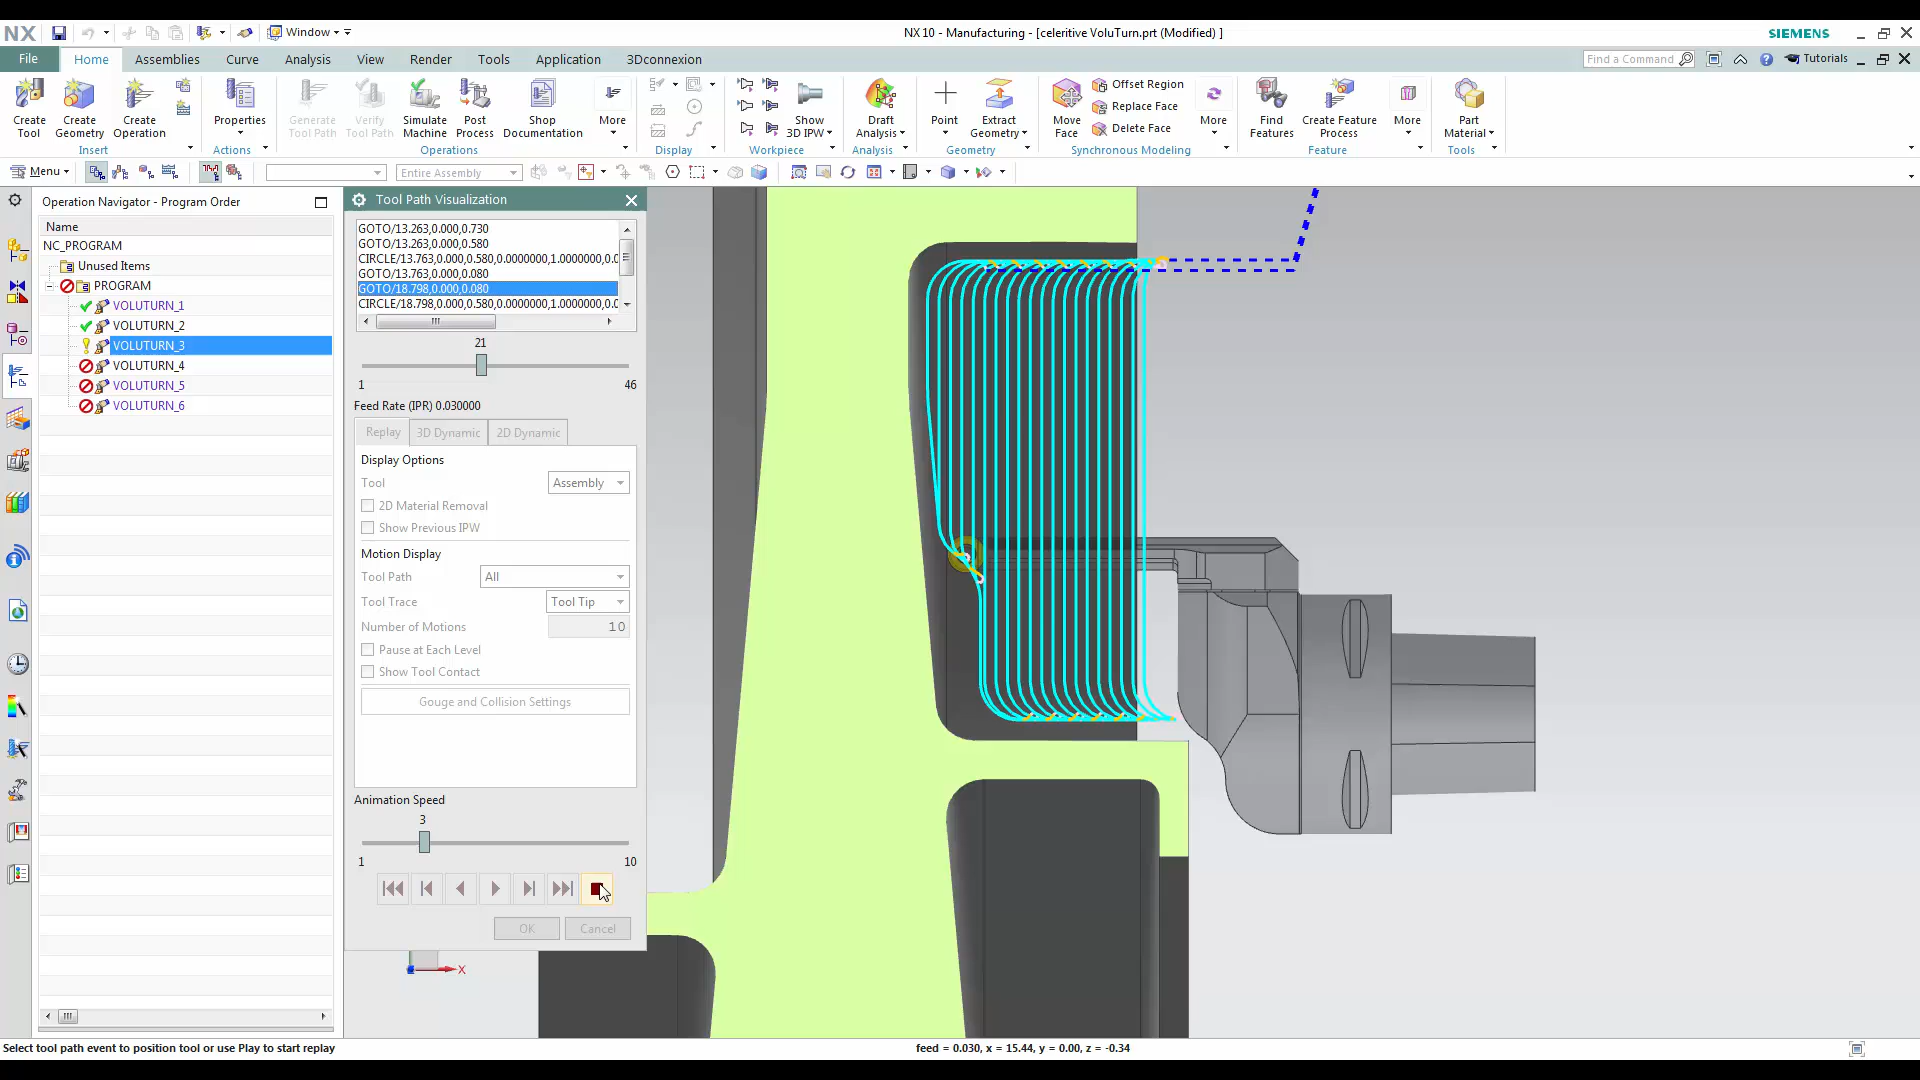 NX
Window
NX 10 - Manufacturing - [celeritive VoluTurn.prt (Modified) ]
SIEMENS
File
Home
Assemblies
Curve
Analysis
View
Render
Tools
Application
3Dconnexion
Find a Command
Tutorials
Create Tool
Create Geometry
Create Operation
Insert
Properties
Actions
Generate Tool Path
Verify Tool Path
Simulate Machine
Post Process
Shop Documentation
More
Operations
Display
Show 3D IPW
Workpiece
Draft Analysis
Analysis
Point
Extract Geometry
Geometry
Move Face
Offset Region
Replace Face
Delete Face
More
Synchronous Modeling
Find Features
Create Feature Process
More
Feature
Part Material
Tools
Menu
Entire Assembly
Operation Navigator - Program Order
Name
NC_PROGRAM
Unused Items
PROGRAM
VOLUTURN_1
VOLUTURN_2
VOLUTURN_3
VOLUTURN_4
VOLUTURN_5
VOLUTURN_6
Tool Path Visualization
GOTO/13.263,0.000,0.730
GOTO/13.263,0.000,0.580
CIRCLE/13.763,0.000,0.580,0.0000000,1.0000000,0.0
GOTO/13.763,0.000,0.080
GOTO/18.798,0.000,0.080
CIRCLE/18.798,0.000,0.580,0.0000000,1.0000000,0.0
21
1 46
Feed Rate (IPR) 0.030000
Replay
3D Dynamic
2D Dynamic
Display Options
Tool Assembly
2D Material Removal
Show Previous IPW
Motion Display
Tool Path All
Tool Trace Tool Tip
Number of Motions 10
Pause at Each Level
Show Tool Contact
Gouge and Collision Settings
Animation Speed
3
1 10
OK
Cancel
X
Select tool path event to position tool or use Play to start replay
feed = 0.030, x = 15.44, y = 0.00, z = -0.34